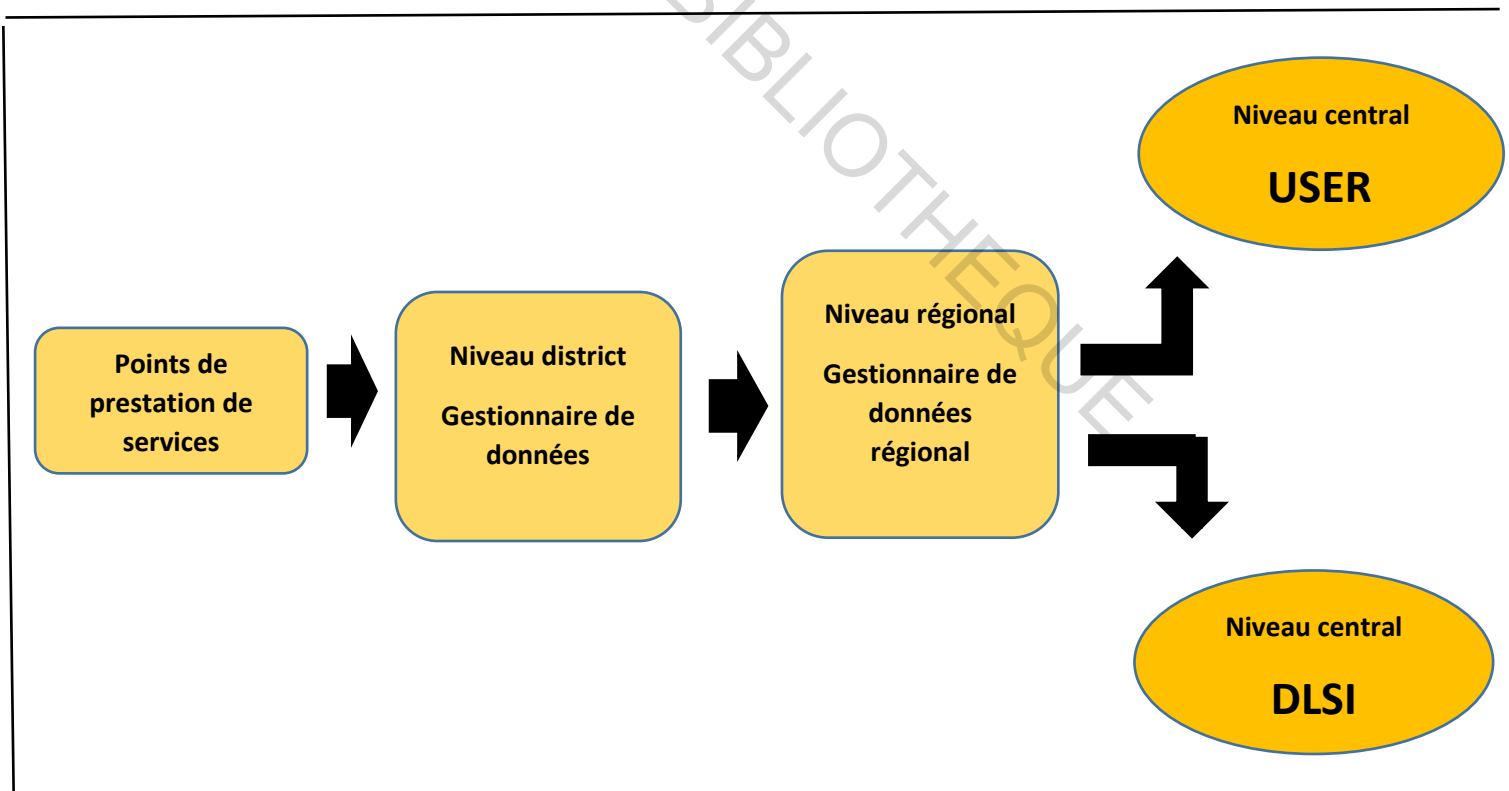 BIBLIOTHEQUE
Points de
prestation de
services
Niveau district
Gestionnaire de
données
Niveau régional
Gestionnaire de
données
régional
Niveau central
USER
Niveau central
DLSI